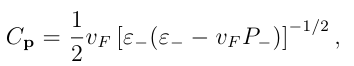 $C_{\mathbf{p}} = \frac{1}{2} v_F \left[ \varepsilon_- (\varepsilon_- - v_F P_-) \right]^{-1/2},$